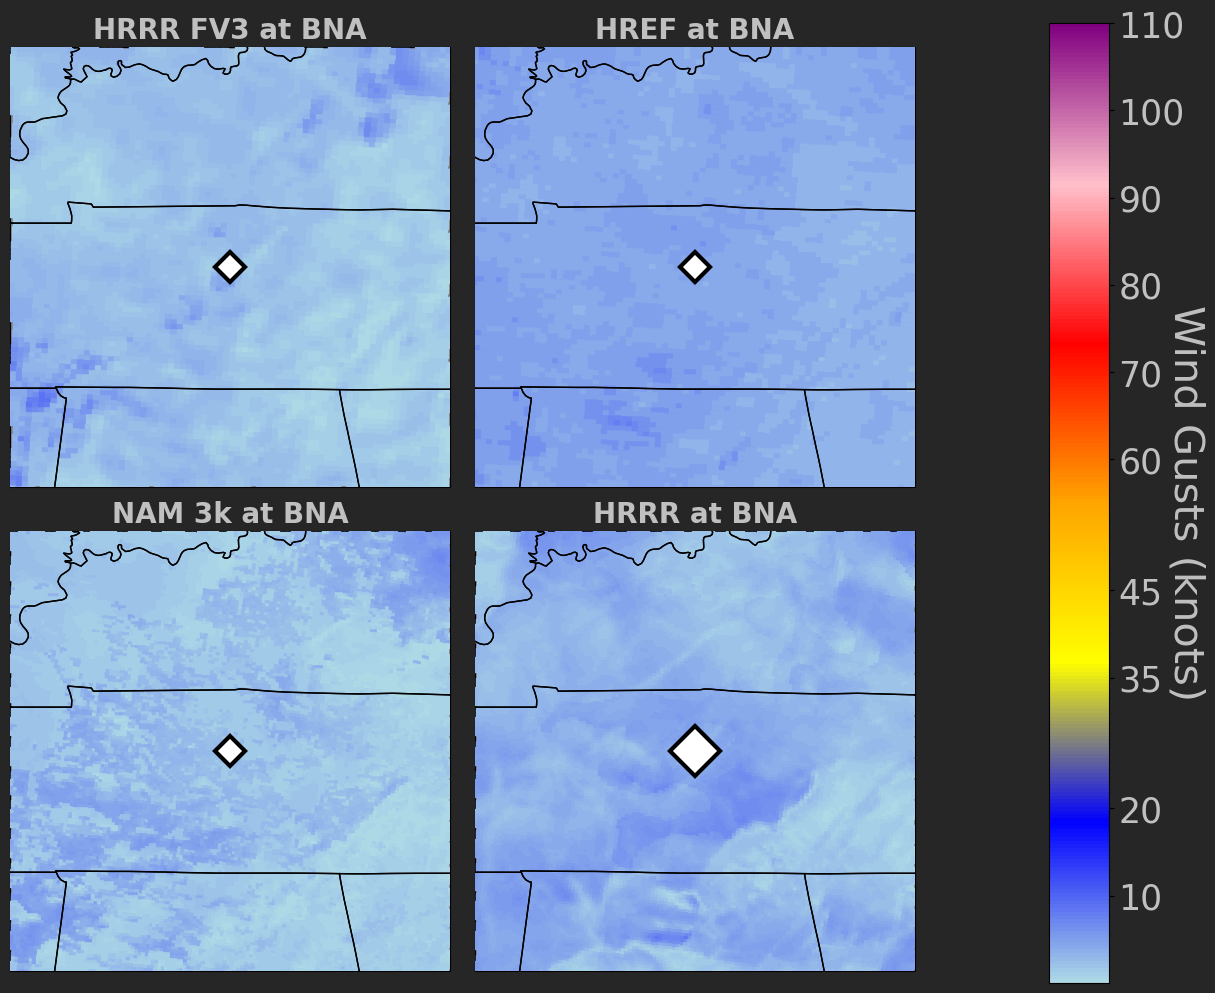 HRRR FV3 at BNA
HREF at BNA
NAM 3k at BNA
HRRR at BNA
110
100
90
80
70
60
45
35
20
10
Wind Gusts (knots)